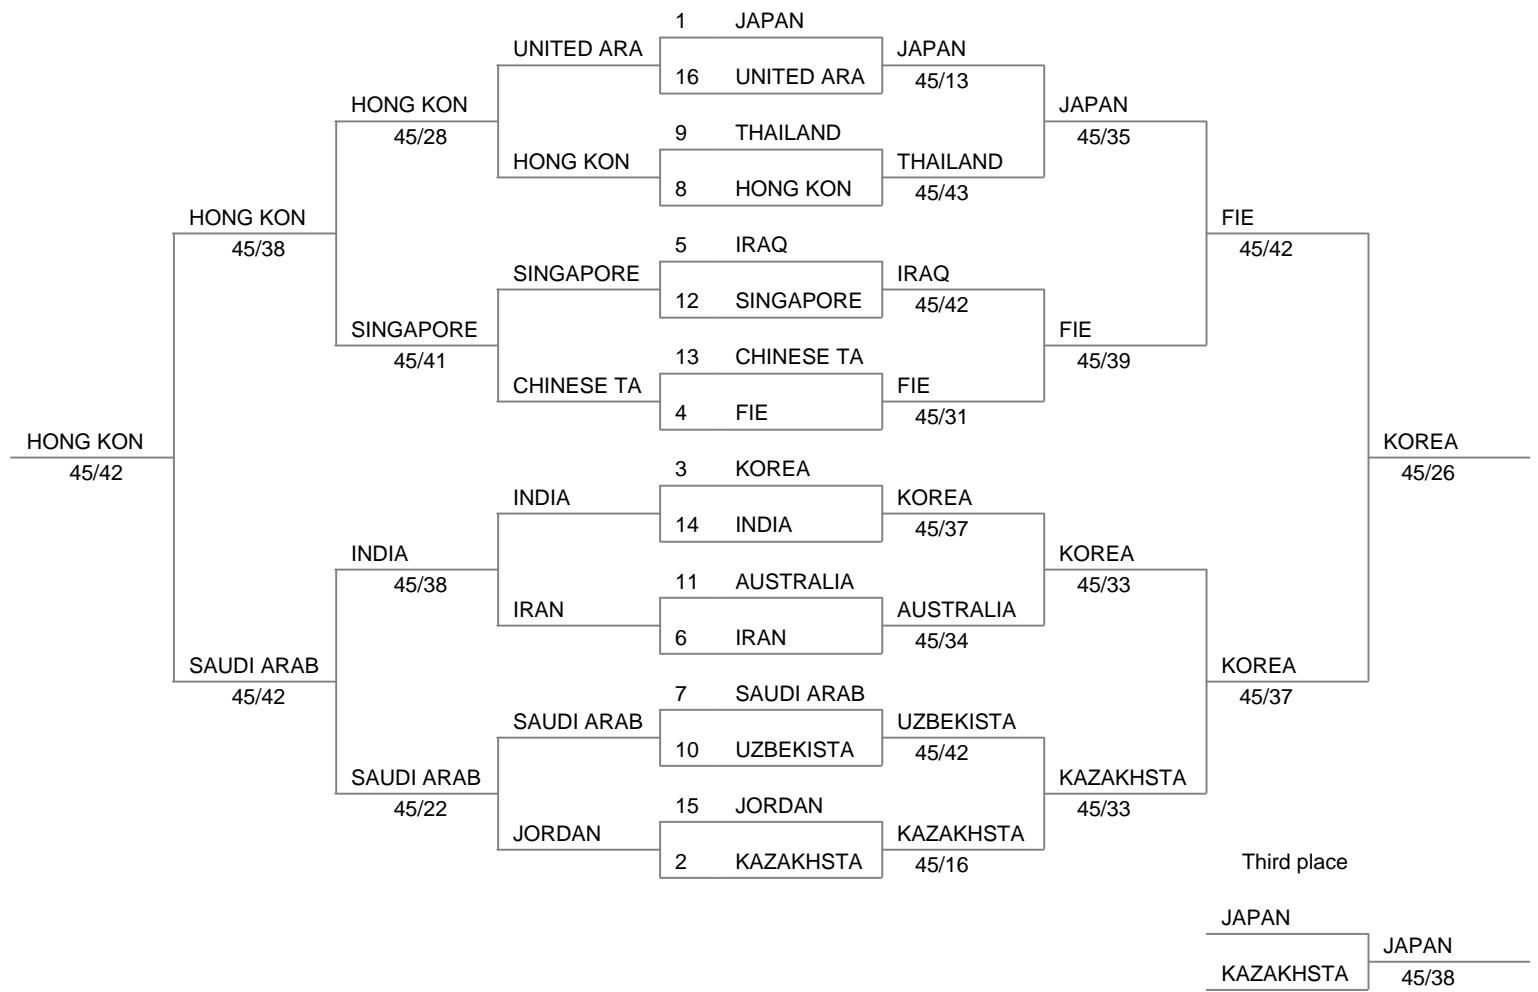 1 JAPAN
UNITED ARA JAPAN
16 UNITED ARA 45/13
HONG KON JAPAN
45/28 9 THAILAND 45/35
HONG KON THAILAND
8 HONG KON 45/43
HONG KON FIE
45/38 5 IRAQ 45/42
SINGAPORE IRAQ
12 SINGAPORE 45/42
SINGAPORE FIE
45/41 13 CHINESE TA 45/39
CHINESE TA FIE
4 FIE 45/31
HONG KON KOREA
45/42 3 KOREA 45/26
INDIA KOREA
14 INDIA 45/37
INDIA KOREA
45/38 11 AUSTRALIA 45/33
IRAN AUSTRALIA
6 IRAN 45/34
SAUDI ARAB KOREA
45/42 7 SAUDI ARAB 45/37
SAUDI ARAB UZBEKISTA
10 UZBEKISTA 45/42
SAUDI ARAB KAZAKHSTA
45/22 15 JORDAN 45/33
JORDAN KAZAKHSTA
2 KAZAKHSTA 45/16
Third place
JAPAN
JAPAN
KAZAKHSTA 45/38